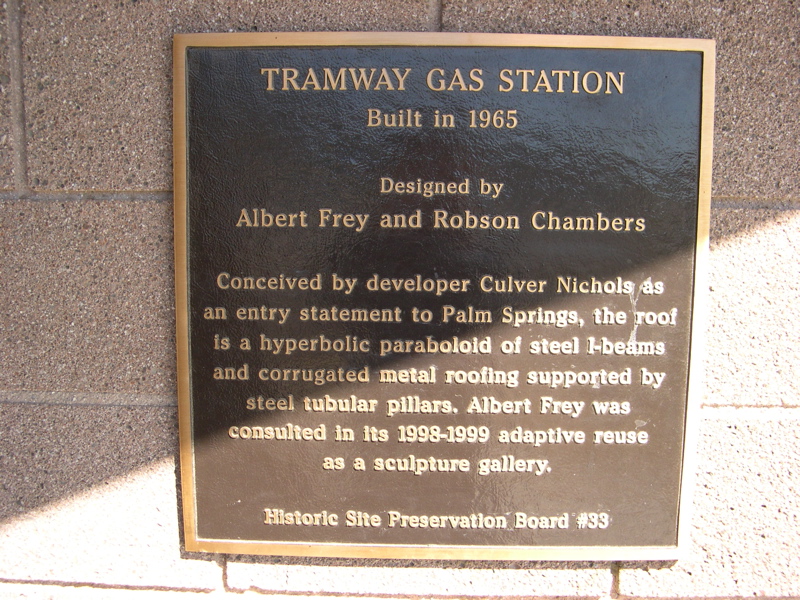 TRAMWAY GAS STATION
Built in 1965
Designed by
Albert Frey and Robson Chambers
Conceived by developer Culver Nichols as
an entry statement to Palm Springs, the roof
is a hyperbolic paraboloid of steel I-beams
and corrugated metal roofing supported by
steel tubular pillars. Albert Frey was
consulted in its 1998-1999 adaptive reuse
as a sculpture gallery.
Historic Site Preservation Board #33